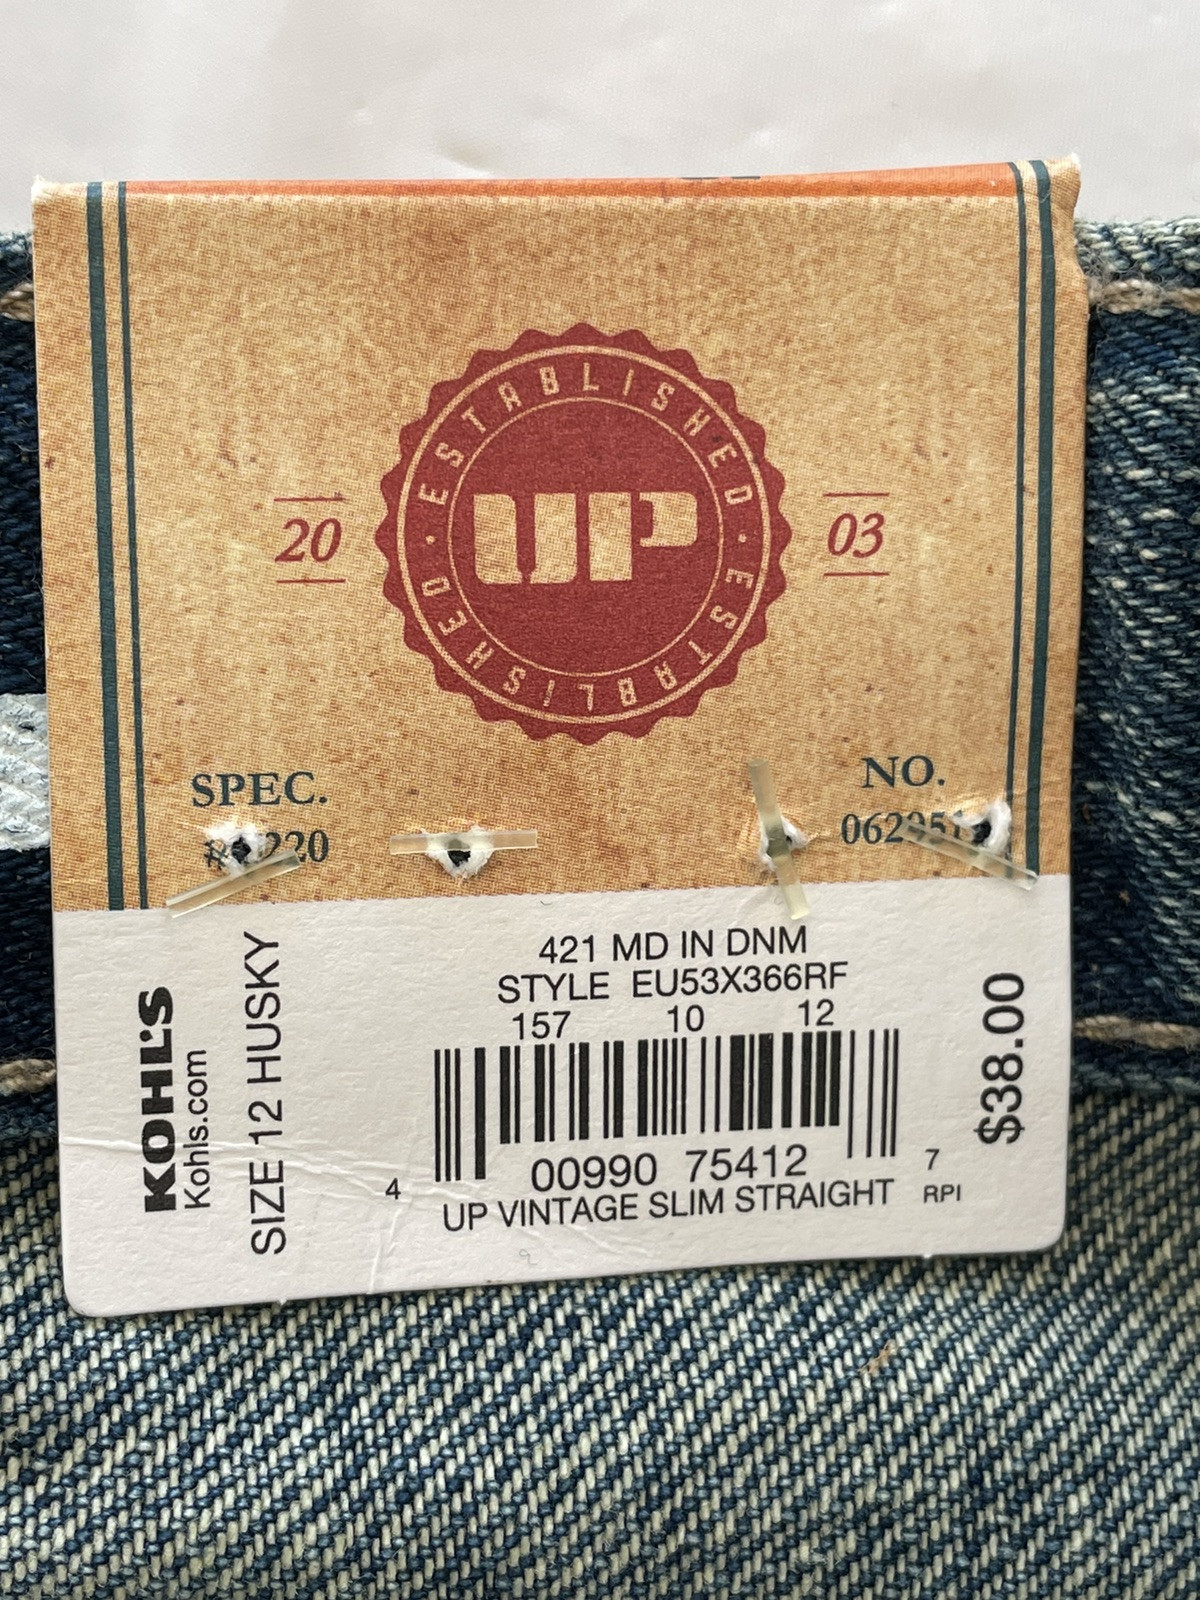 ESTABLISHED · ESTABLISHED ·
20 UP 03
SPEC. NO.
421 MD IN DNM
STYLE EU53X366RF
157 10 12
4 00990 75412 7
UP VINTAGE SLIM STRAIGHT RPI
KOHL'S
Kohls.com
SIZE 12 HUSKY
$38.00